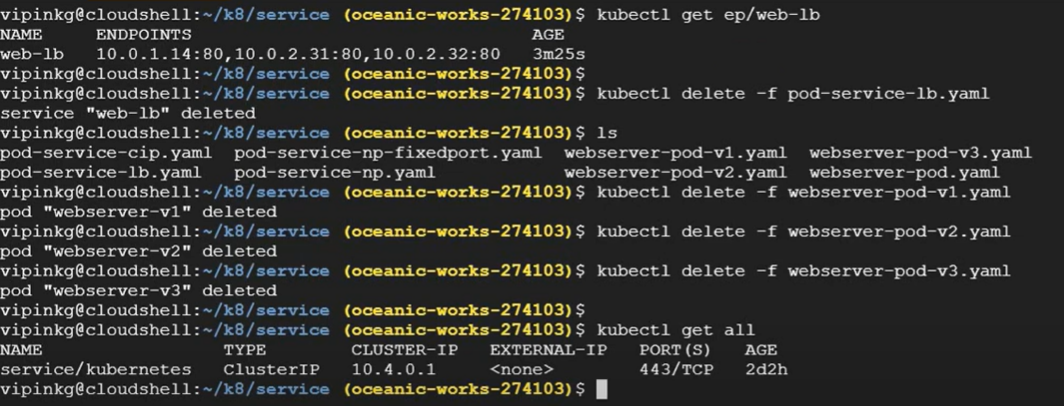 vipinkg@cloudshell:~/k8/service (oceanic-works-274103)$ kubectl get ep/web-lb
NAME ENDPOINTS AGE
web-lb 10.0.1.14:80,10.0.2.31:80,10.0.2.32:80 3m25s
vipinkg@cloudshell:~/k8/service (oceanic-works-274103)$
vipinkg@cloudshell:~/k8/service (oceanic-works-274103)$ kubectl delete -f pod-service-lb.yaml
service "web-lb" deleted
vipinkg@cloudshell:~/k8/service (oceanic-works-274103)$ ls
pod-service-cip.yaml pod-service-np-fixedport.yaml webserver-pod-v1.yaml webserver-pod-v3.yaml
pod-service-lb.yaml pod-service-np.yaml webserver-pod-v2.yaml webserver-pod.yaml
vipinkg@cloudshell:~/k8/service (oceanic-works-274103)$ kubectl delete -f webserver-pod-v1.yaml
pod "webserver-v1" deleted
vipinkg@cloudshell:~/k8/service (oceanic-works-274103)$ kubectl delete -f webserver-pod-v2.yaml
pod "webserver-v2" deleted
vipinkg@cloudshell:~/k8/service (oceanic-works-274103)$ kubectl delete -f webserver-pod-v3.yaml
pod "webserver-v3" deleted
vipinkg@cloudshell:~/k8/service (oceanic-works-274103)$
vipinkg@cloudshell:~/k8/service (oceanic-works-274103)$ kubectl get all
NAME TYPE CLUSTER-IP EXTERNAL-IP PORT(S) AGE
service/kubernetes ClusterIP 10.4.0.1 <none> 443/TCP 2d2h
vipinkg@cloudshell:~/k8/service (oceanic-works-274103)$